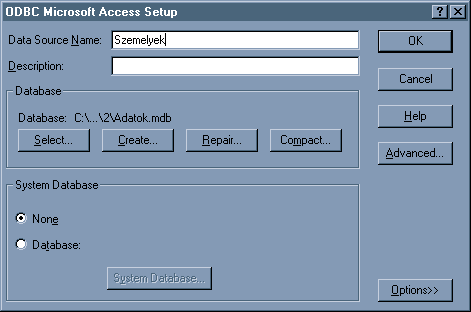 ODBC Microsoft Access Setup
Data Source Name: Szemelyek
OK
Description:
Cancel
Database
Database: C:\...\2\Adatok.mdb
Help
Select... Create... Repair... Compact...
Advanced...
System Database
None
Database:
System Database...
Options>>